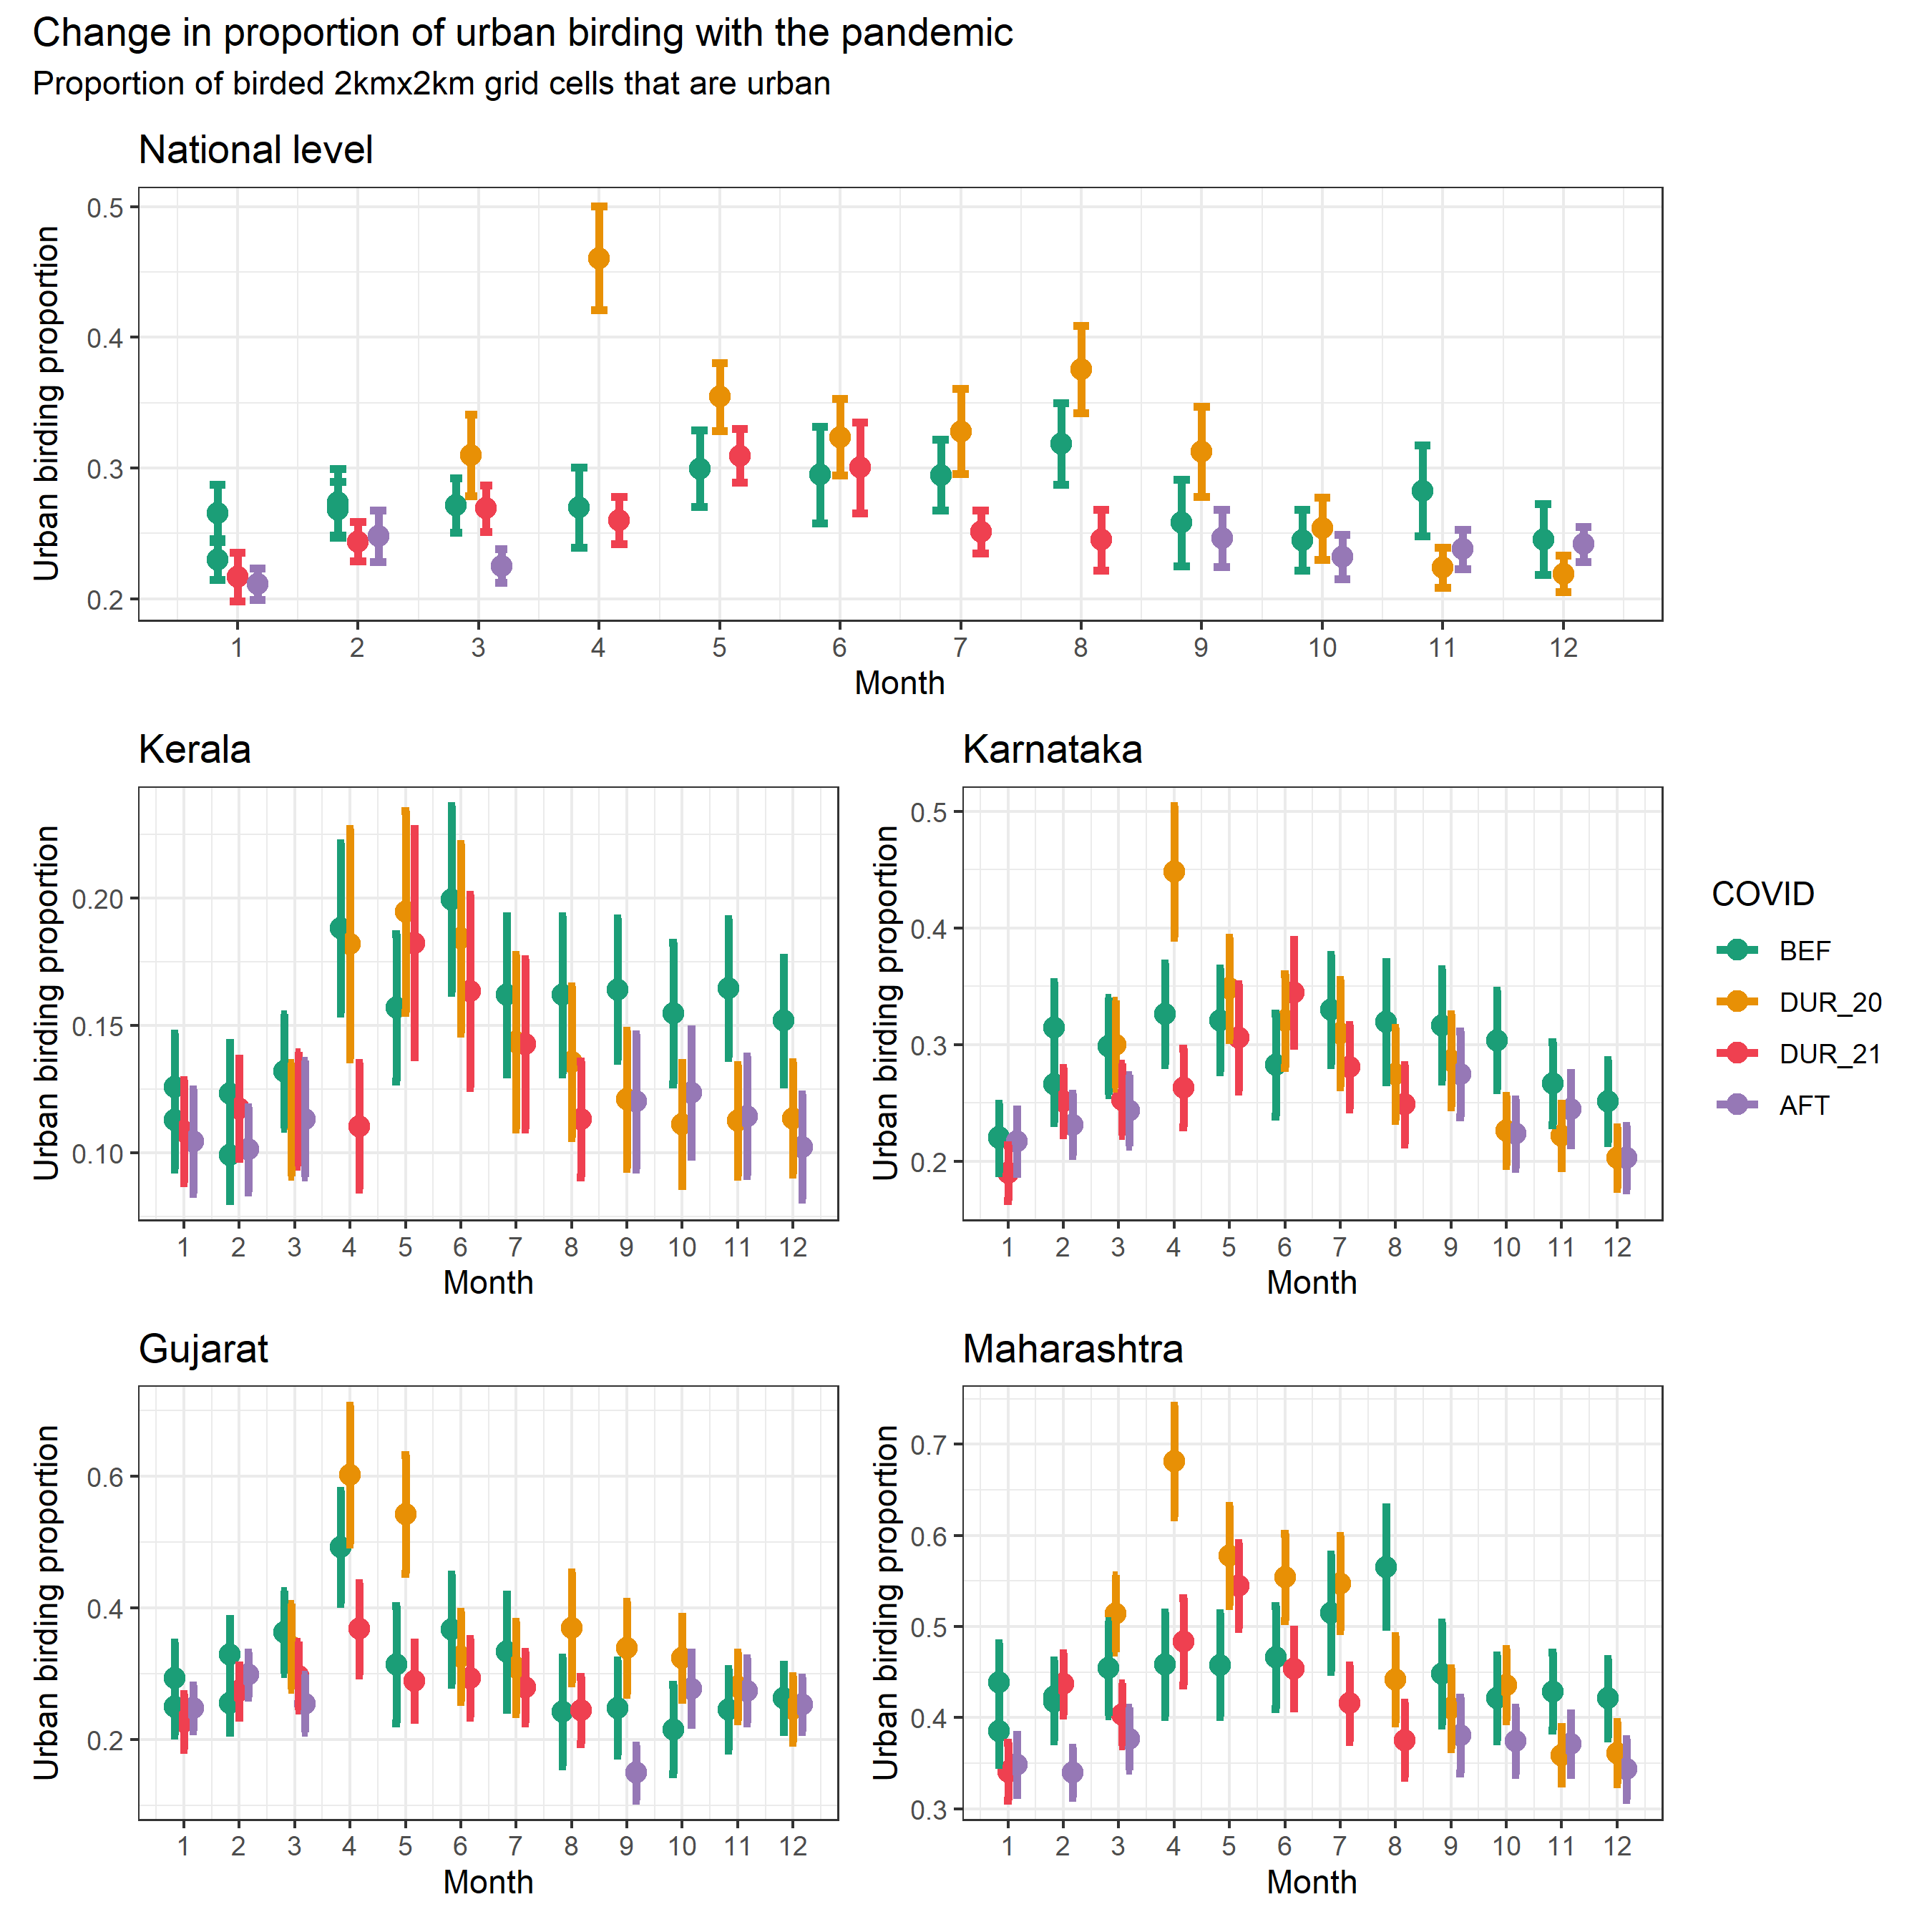 Change in proportion of urban birding with the pandemic
Proportion of birded 2kmx2km grid cells that are urban
National level
Urban birding proportion
0.5
0.4
0.3
0.2
1 2 3 4 5 6 7 8 9 10 11 12
Month
Kerala
Urban birding proportion
0.20
0.15
0.10
1 2 3 4 5 6 7 8 9 10 11 12
Month
Karnataka
Urban birding proportion
0.5
0.4
0.3
0.2
1 2 3 4 5 6 7 8 9 10 11 12
Month
COVID
BEF
DUR_20
DUR_21
AFT
Gujarat
Urban birding proportion
0.6
0.4
0.2
1 2 3 4 5 6 7 8 9 10 11 12
Month
Maharashtra
Urban birding proportion
0.7
0.6
0.5
0.4
0.3
1 2 3 4 5 6 7 8 9 10 11 12
Month